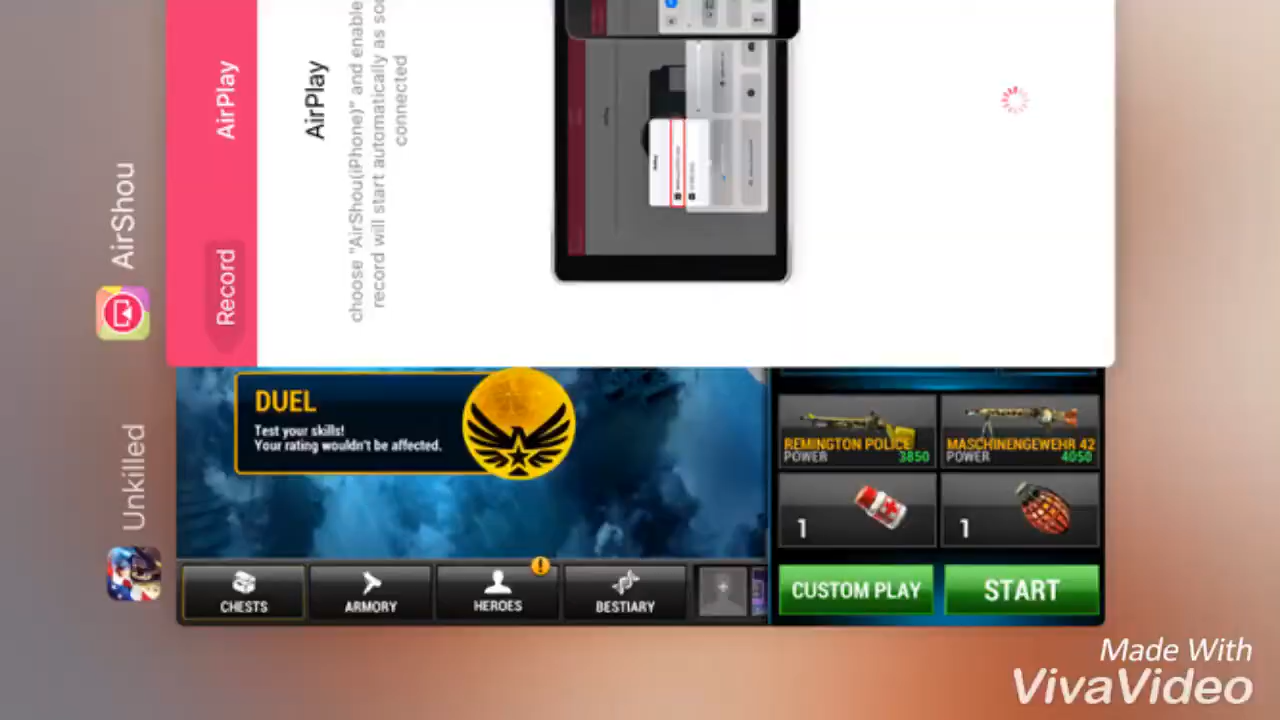 AirShou
Record
AirPlay
AirPlay
choose "AirShou(iPhone)" and enable
record will start automatically as soo
connected
Unkilled
DUEL
Test your skills!
Your rating wouldn't be affected.
REMINGTON POLICE
POWER 3850
MASCHINENGEWEHR 42
POWER 4050
1
1
CHESTS
ARMORY
HEROES
BESTIARY
CUSTOM PLAY
START
Made With
VivaVideo